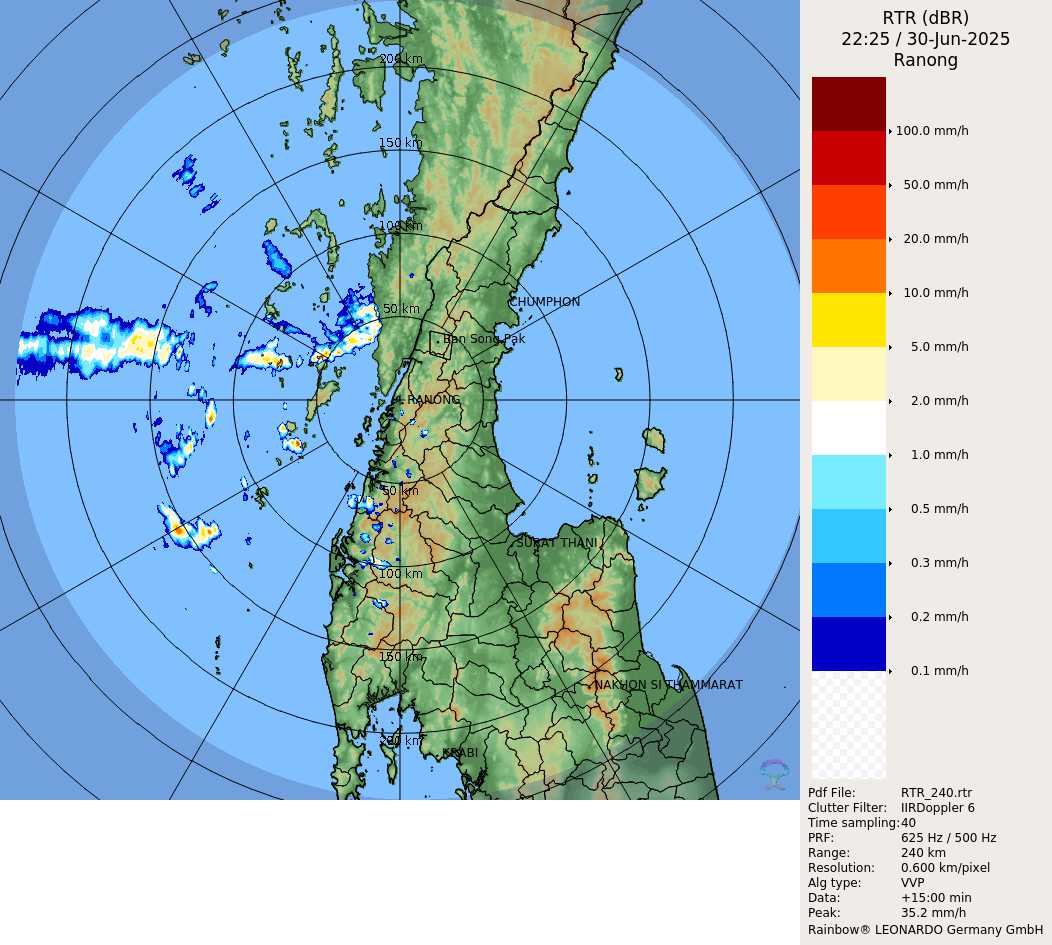 RTR (dBR)
22:25 / 30-Jun-2025
Ranong
100.0 mm/h
50.0 mm/h
20.0 mm/h
10.0 mm/h
5.0 mm/h
2.0 mm/h
1.0 mm/h
0.5 mm/h
0.3 mm/h
0.2 mm/h
0.1 mm/h
Pdf File: RTR_240.rtr
Clutter Filter: IIRDoppler 6
Time sampling: 40
PRF: 625 Hz / 500 Hz
Range: 240 km
Resolution: 0.600 km/pixel
Alg type: VVP
Data: +15:00 min
Peak: 35.2 mm/h
Rainbow® LEONARDO Germany GmbH
200 km
150 km
100 km
50 km
CHUMPHON
Ban Song Pak
RANONG
50 km
SURAT THANI
100 km
150 km
NAKHON SI THAMMARAT
200 km
KRABI